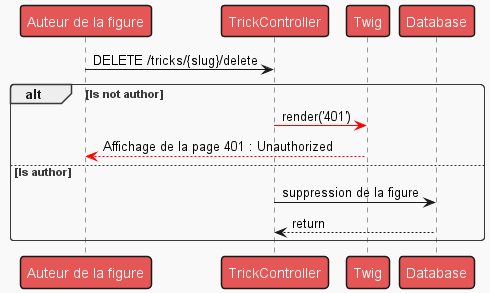 Auteur de la figure TrickController Twig Database
DELETE /tricks/{slug}/delete
alt [Is not author]
render('401')
Affichage de la page 401 : Unauthorized
[Is author]
suppression de la figure
return
Auteur de la figure TrickController Twig Database